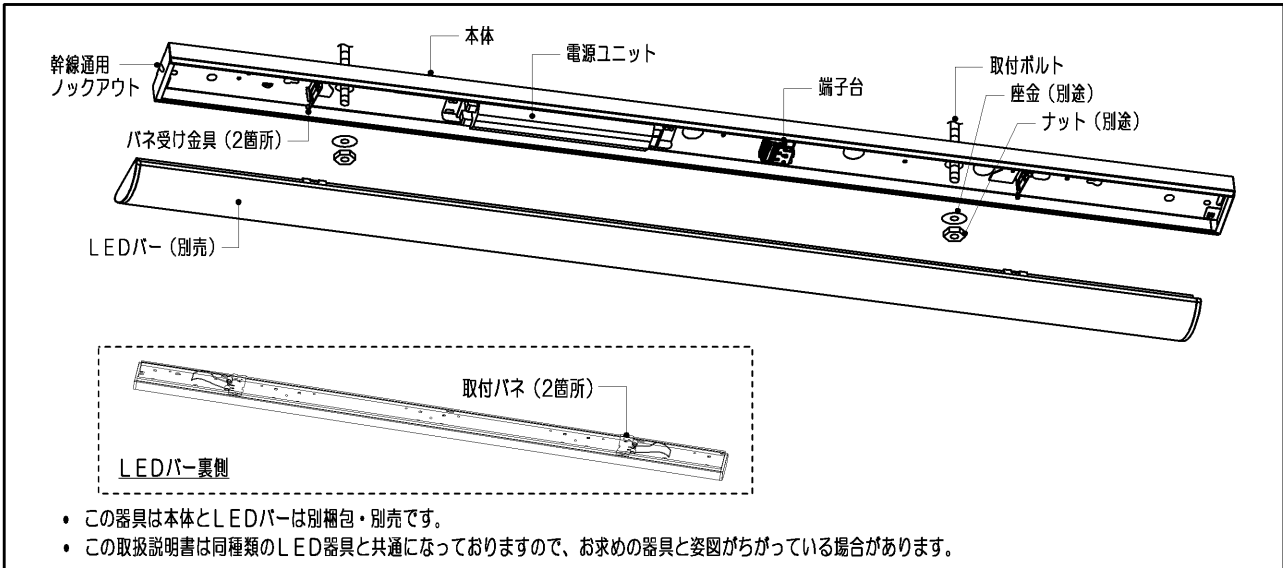 本体
電源ユニット
幹線通用
ノックアウト
取付ボルト
端子台
座金（別途）
ナット（別途）
バネ受け金具（2箇所）
LEDバー（別売）
取付バネ（2箇所）
LEDバー裏側
• この器具は本体とLEDバーは別梱包・別売です。
• この取扱説明書は同種類のLED器具と共通になっておりますので、お求めの器具と姿図がちがっている場合があります。